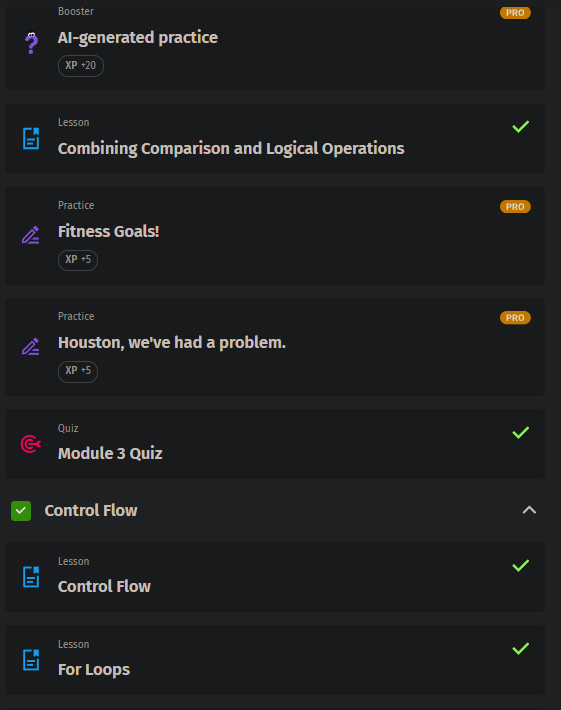 Booster
PRO
AI-generated practice
XP +20
Lesson
Combining Comparison and Logical Operations
Practice
PRO
Fitness Goals!
XP +5
Practice
PRO
Houston, we've had a problem.
XP +5
Quiz
Module 3 Quiz
Control Flow
Lesson
Control Flow
Lesson
For Loops